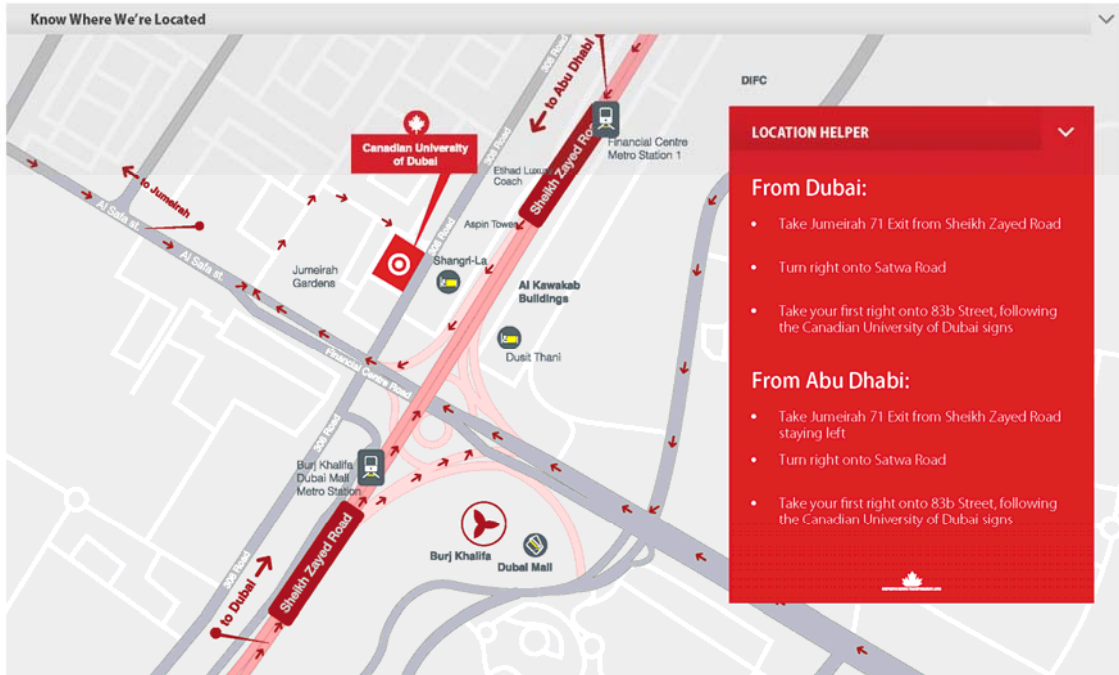 Know Where We're Located
308 Road
to Abu Dhabi
DIFC
Canadian University
of Dubai
308 Road
Sheikh Zayed Road
Financial Centre
Metro Station 1
Etihad Luxury
Coach
to Jumeirah
Al Safa st.
Aspin Tower
308 Road
Al Safa st.
Jumeirah
Gardens
Shangri-La
Al Kawakab
Buildings
Dusit Thani
Financial Centre Road
308 Road
Burj Khalifa
Dubai Mall
Metro Station
Burj Khalifa
Dubai Mall
Sheikh Zayed Road
308 Road
to Dubai
LOCATION HELPER
From Dubai:
• Take Jumeirah 71 Exit from Sheikh Zayed Road
• Turn right onto Satwa Road
• Take your first right onto 83b Street, following
the Canadian University of Dubai signs
From Abu Dhabi:
• Take Jumeirah 71 Exit from Sheikh Zayed Road
staying left
• Turn right onto Satwa Road
• Take your first right onto 83b Street, following
the Canadian University of Dubai signs